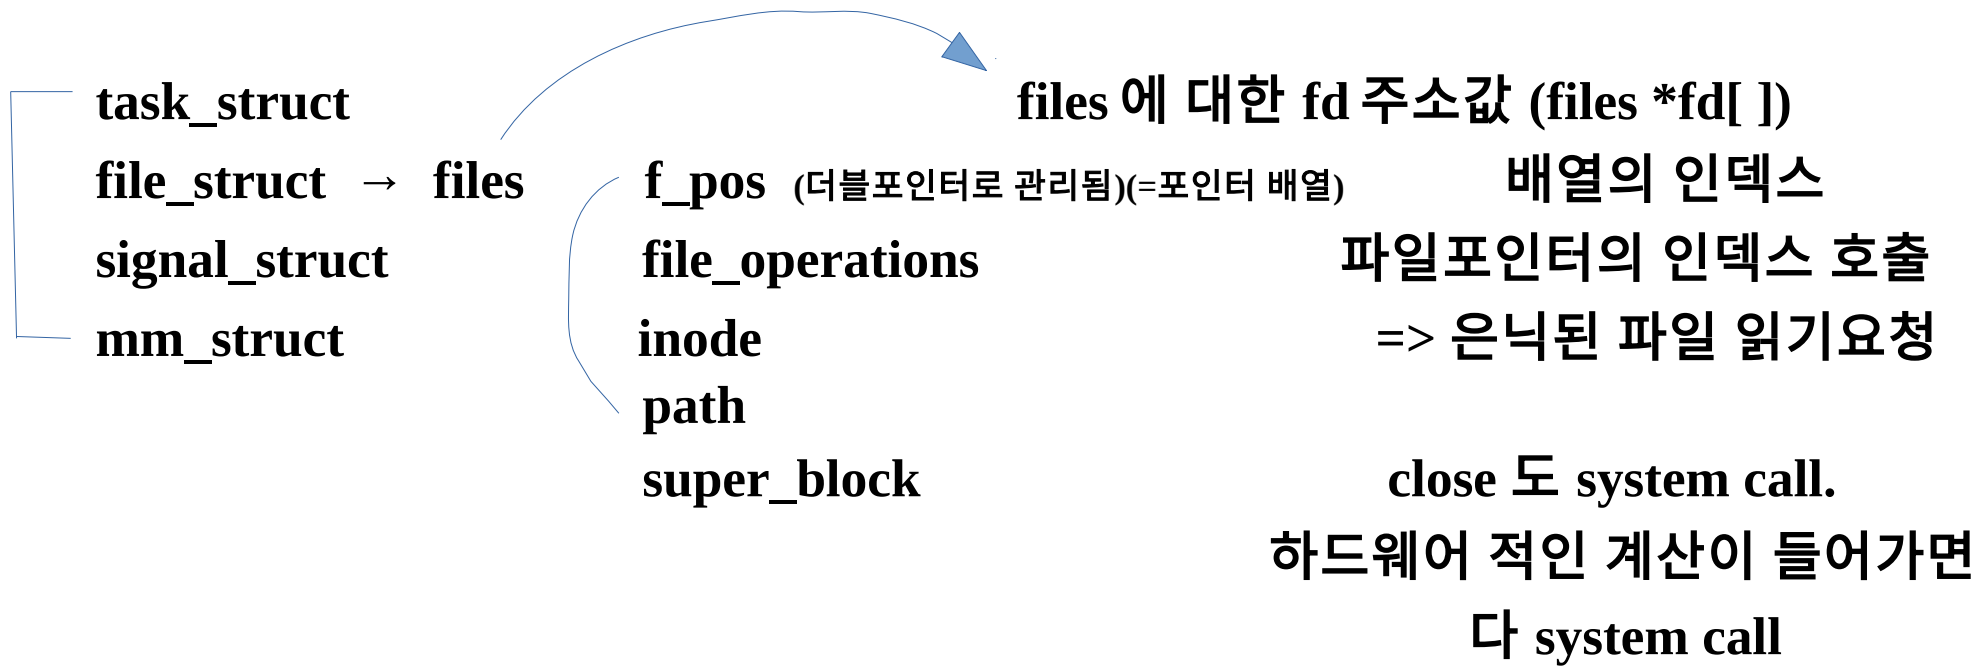 task_struct
file_struct → files
signal_struct
mm_struct
f_pos (더블포인터로 관리됨)(=포인터 배열)
file_operations
inode
path
super_block
files 에 대한 fd 주소값 (files *fd[ ])
배열의 인덱스
파일포인터의 인덱스 호출
=> 은닉된 파일 읽기요청
close 도 system call.
하드웨어 적인 계산이 들어가면
다 system call